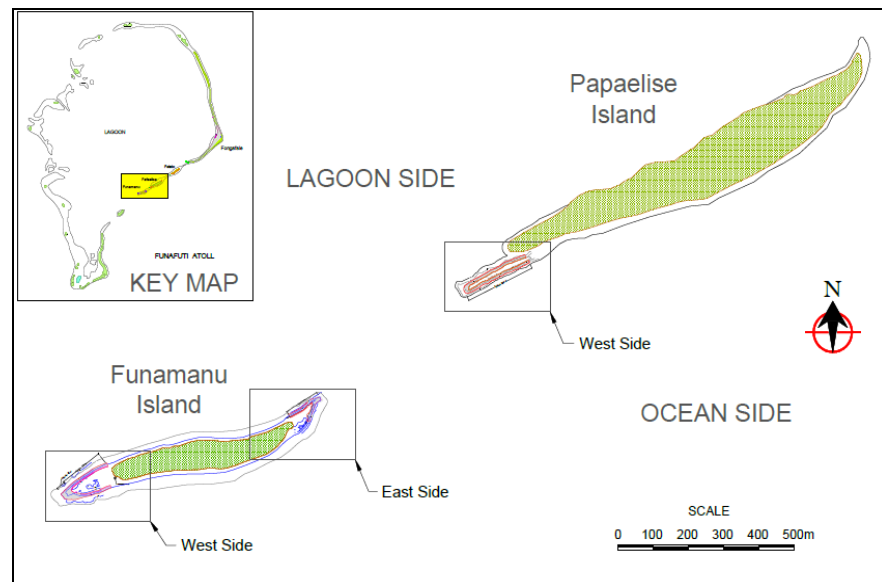 LAGOON
Fongafale
FUNAFUTI ATOLL
KEY MAP
Papaelise
Island
LAGOON SIDE
N
West Side
Funamanu
Island
OCEAN SIDE
East Side
West Side
SCALE
0 100 200 300 400 500m